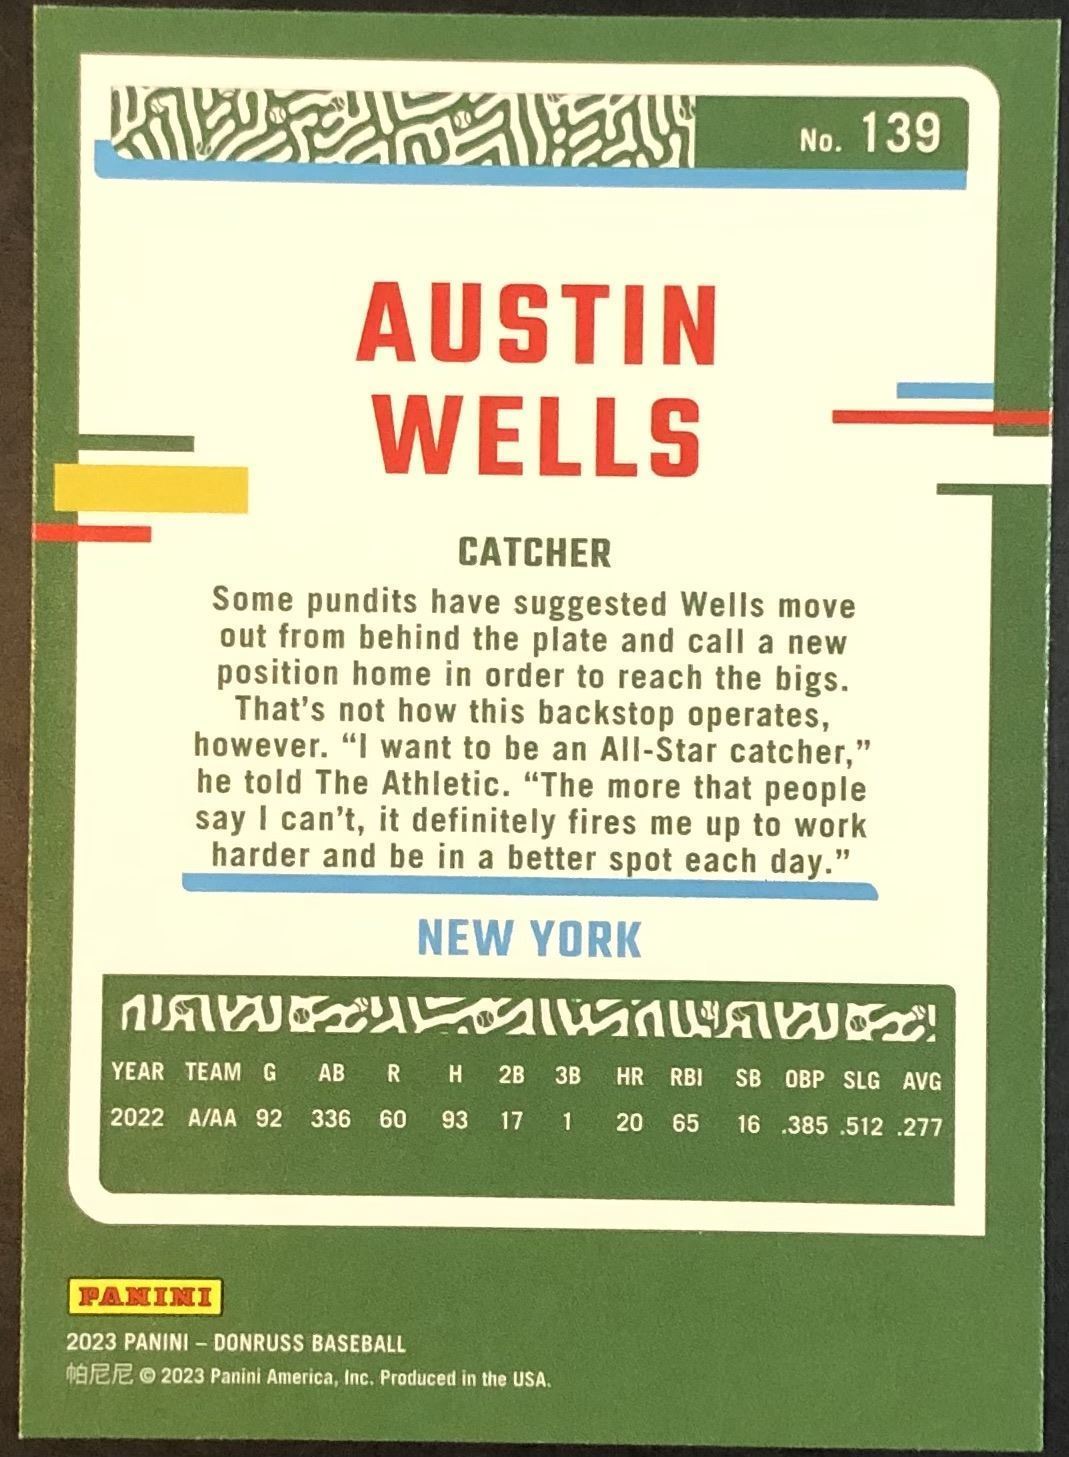 No. 139
AUSTIN
WELLS
CATCHER
Some pundits have suggested Wells move
out from behind the plate and call a new
position home in order to reach the bigs.
That's not how this backstop operates,
however. “I want to be an All-Star catcher,”
he told The Athletic. “The more that people
say I can't, it definitely fires me up to work
harder and be in a better spot each day.”
NEW YORK
YEAR TEAM G AB R H 2B 3B HR RBI SB OBP SLG AVG
2022 A/AA 92 336 60 93 17 1 20 65 16 .385 .512 .277
PANINI
2023 PANINI – DONRUSS BASEBALL
帕尼尼 © 2023 Panini America, Inc. Produced in the USA.